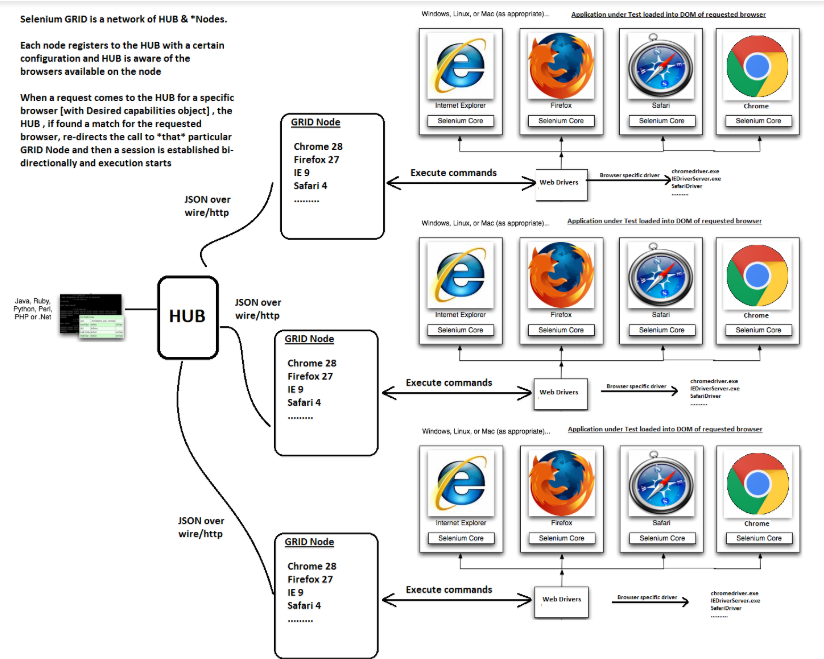 Selenium GRID is a network of HUB & *Nodes.
Each node registers to the HUB with a certain
configuration and HUB is aware of the
browsers available on the node
When a request comes to the HUB for a specific
browser [with Desired capabilities object] , the
HUB , if found a match for the requested
browser, re-directs the call to *that* particular
GRID Node and then a session is established bi-
directionally and execution starts
Windows, Linux, or Mac (as appropriate)...
Application under Test loaded into DOM of requested browser
Internet Explorer
Firefox
Safari
Chrome
Selenium Core
Selenium Core
Selenium Core
Selenium Core
GRID Node
Chrome 28
Firefox 27
IE 9
Safari 4
.........
Execute commands
Web Drivers
Browser specific driver
chromedriver.exe
IEDriverServer.exe
SafariDriver
........
JSON over
wire/http
Windows, Linux, or Mac (as appropriate)...
Application under Test loaded into DOM of requested browser
Internet Explorer
Firefox
Safari
Chrome
Selenium Core
Selenium Core
Selenium Core
Selenium Core
Java, Ruby,
Python, Perl,
PHP or .Net
HUB
JSON over
wire/http
GRID Node
Chrome 28
Firefox 27
IE 9
Safari 4
.........
Execute commands
Web Drivers
Browser specific driver
chromedriver.exe
IEDriverServer.exe
SafariDriver
........
Windows, Linux, or Mac (as appropriate)...
Application under Test loaded into DOM of requested browser
Internet Explorer
Firefox
Safari
Chrome
Selenium Core
Selenium Core
Selenium Core
Selenium Core
JSON over
wire/http
GRID Node
Chrome 28
Firefox 27
IE 9
Safari 4
.........
Execute commands
Web Drivers
Browser specific driver
chromedriver.exe
IEDriverServer.exe
SafariDriver
........